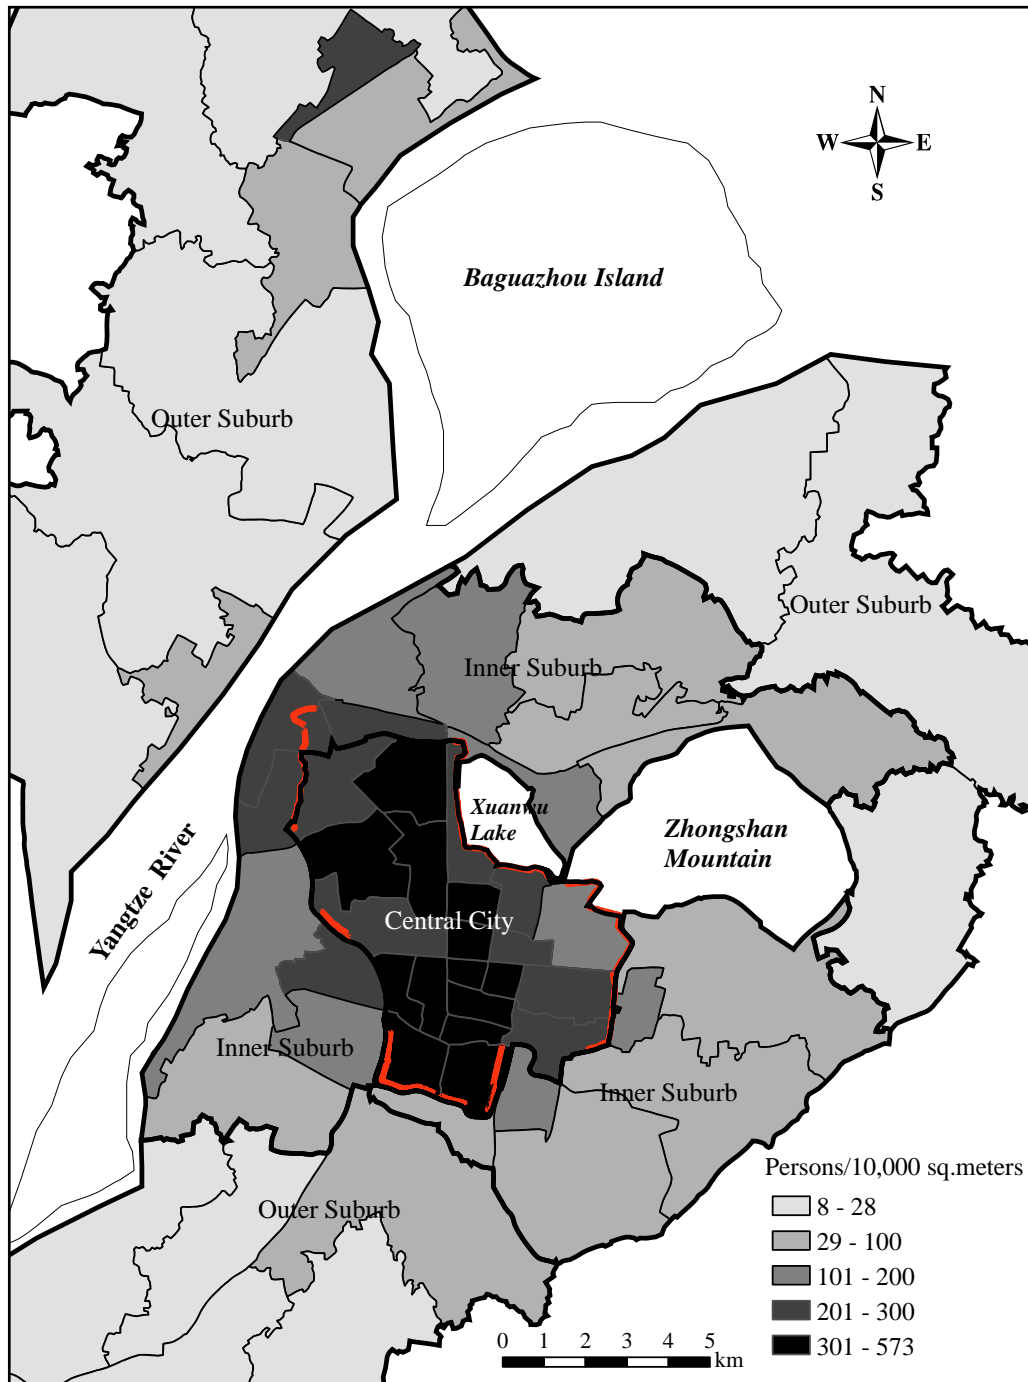 N
W E
S
Baguazhou Island
Outer Suburb
Outer Suburb
Inner Suburb
Xuanwu
Lake
Zhongshan
Mountain
Yangtze River
Central City
Inner Suburb
Inner Suburb
Outer Suburb
Persons/10,000 sq.meters
8 - 28
29 - 100
101 - 200
201 - 300
301 - 573
0 1 2 3 4 5
km